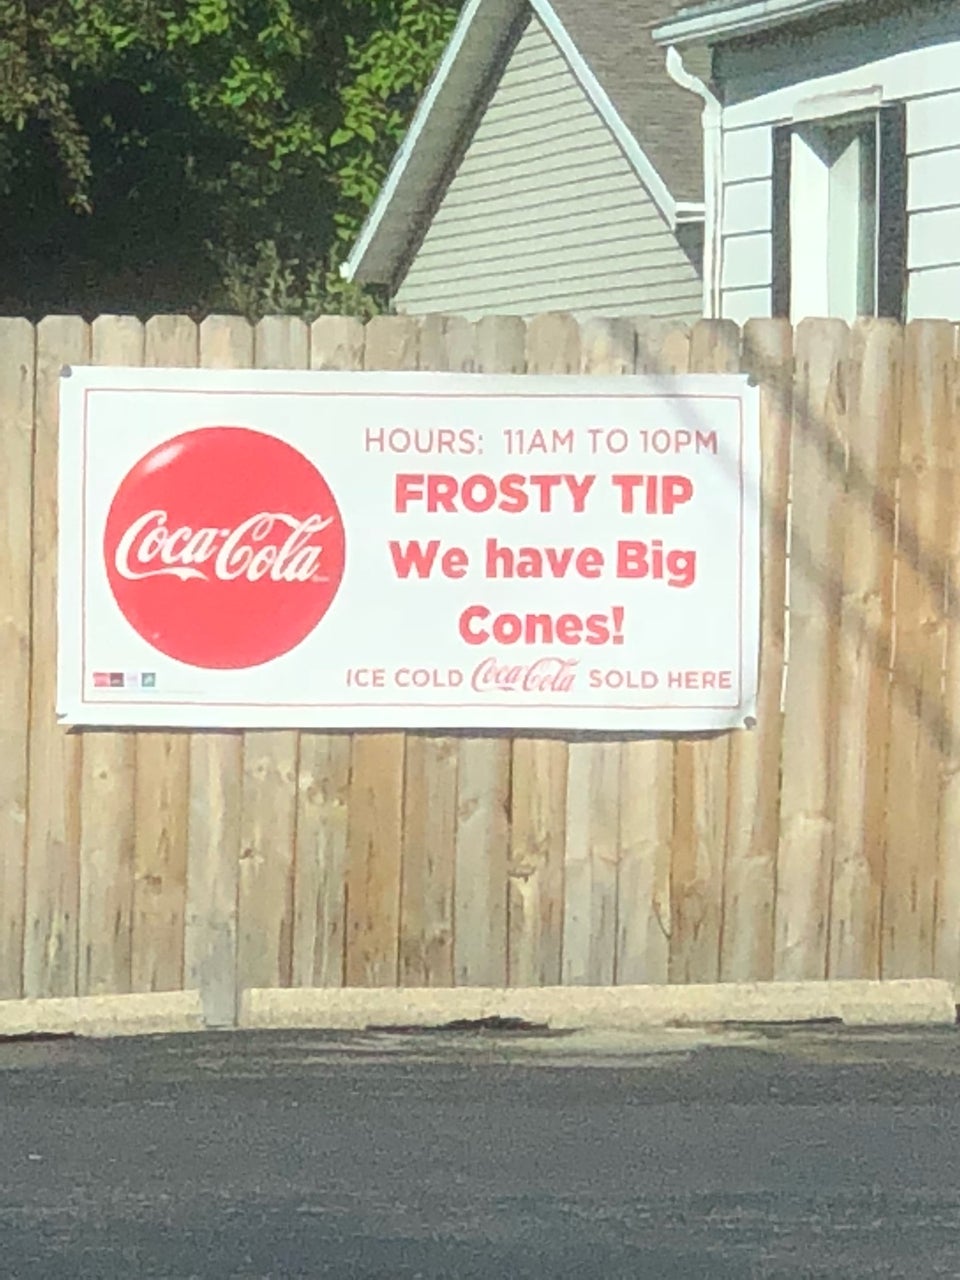 Coca-Cola
HOURS: 11AM TO 10PM
FROSTY TIP
We have Big
Cones!
ICE COLD Coca-Cola SOLD HERE